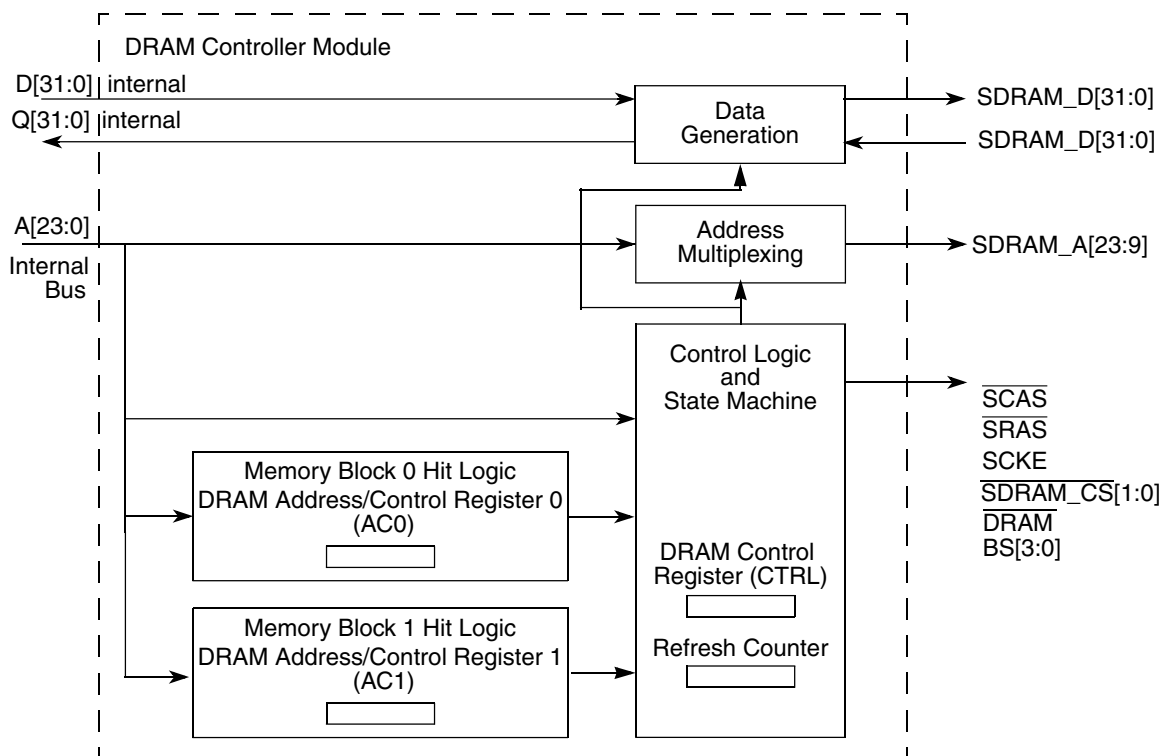 DRAM Controller Module
D[31:0] internal
Q[31:0] internal
Data
Generation
SDRAM_D[31:0]
SDRAM_D[31:0]
A[23:0]
Internal
Bus
Address
Multiplexing
SDRAM_A[23:9]
Control Logic
and
State Machine
SCAS
SRAS
SCKE
SDRAM_CS[1:0]
DRAM
BS[3:0]
Memory Block 0 Hit Logic
DRAM Address/Control Register 0
(AC0)
DRAM Control
Register (CTRL)
Memory Block 1 Hit Logic
DRAM Address/Control Register 1
(AC1)
Refresh Counter